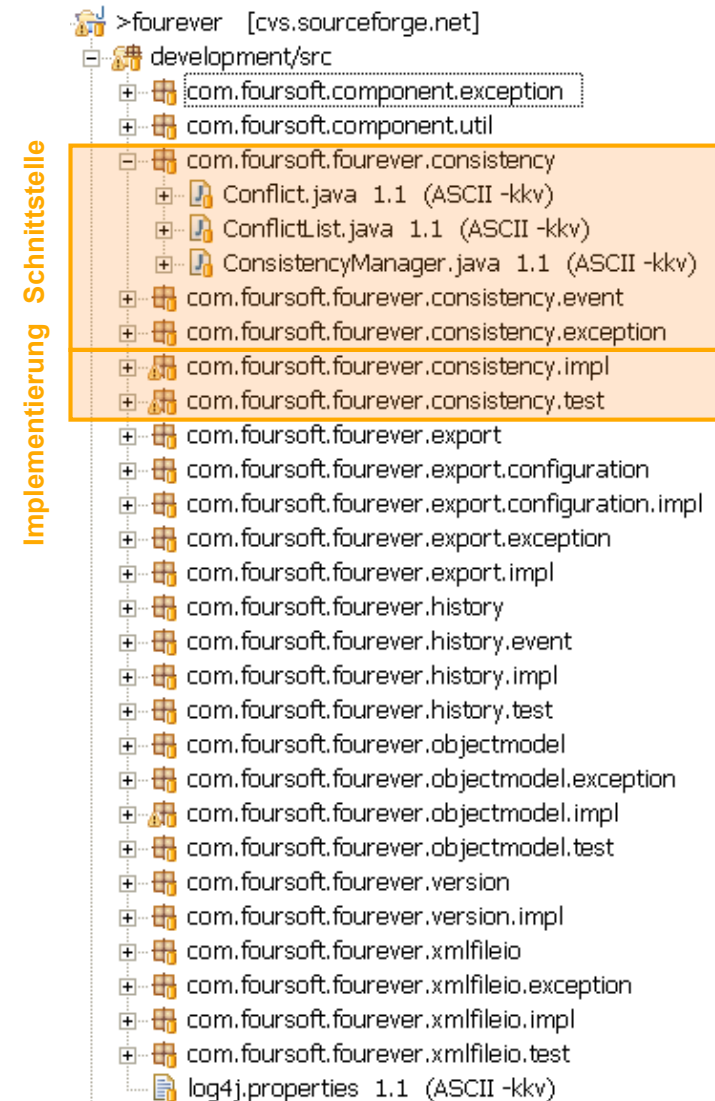 >fourever [cvs.sourceforge.net]
development/src
com.foursoft.component.exception
com.foursoft.component.util
com.foursoft.fourever.consistency
Conflict.java 1.1 (ASCII -kkv)
ConflictList.java 1.1 (ASCII -kkv)
ConsistencyManager.java 1.1 (ASCII -kkv)
com.foursoft.fourever.consistency.event
com.foursoft.fourever.consistency.exception
com.foursoft.fourever.consistency.impl
com.foursoft.fourever.consistency.test
com.foursoft.fourever.export
com.foursoft.fourever.export.configuration
com.foursoft.fourever.export.configuration.impl
com.foursoft.fourever.export.exception
com.foursoft.fourever.export.impl
com.foursoft.fourever.history
com.foursoft.fourever.history.event
com.foursoft.fourever.history.impl
com.foursoft.fourever.history.test
com.foursoft.fourever.objectmodel
com.foursoft.fourever.objectmodel.exception
com.foursoft.fourever.objectmodel.impl
com.foursoft.fourever.objectmodel.test
com.foursoft.fourever.version
com.foursoft.fourever.version.impl
com.foursoft.fourever.xmlfileio
com.foursoft.fourever.xmlfileio.exception
com.foursoft.fourever.xmlfileio.impl
com.foursoft.fourever.xmlfileio.test
log4j.properties 1.1 (ASCII -kkv)
Schnittstelle
Implementierung